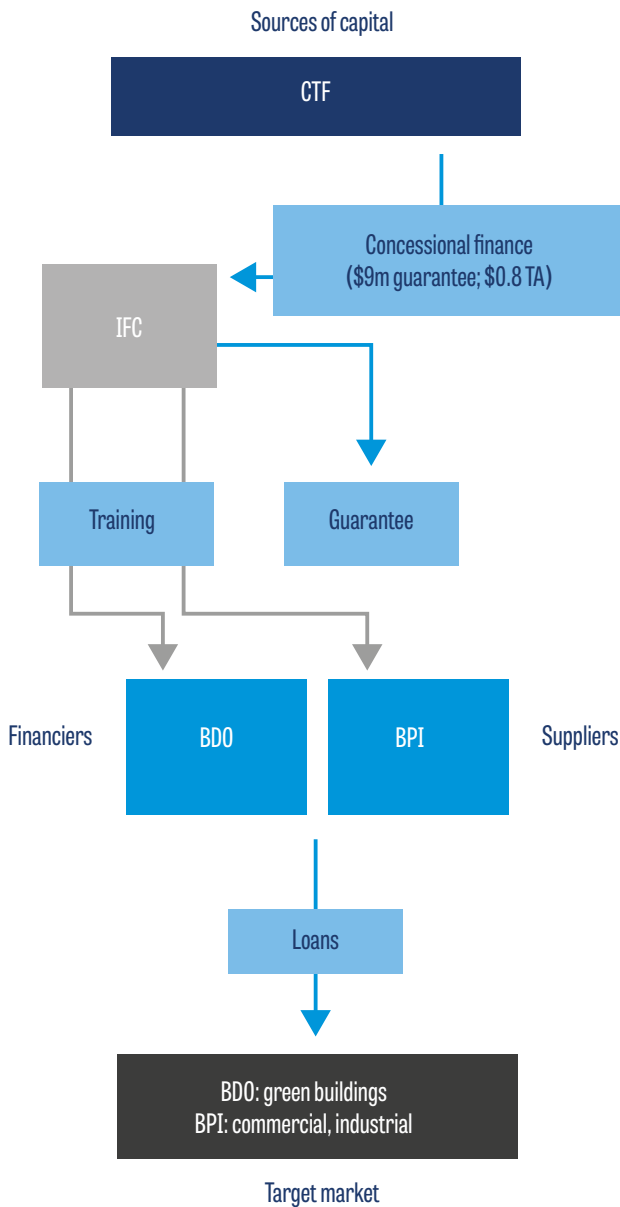 Sources of capital
CTF
Concessional finance
($9m guarantee; $0.8 TA)
IFC
Training
Guarantee
Financiers
BDO
BPI
Suppliers
Loans
BDO: green buildings
BPI: commercial, industrial
Target market